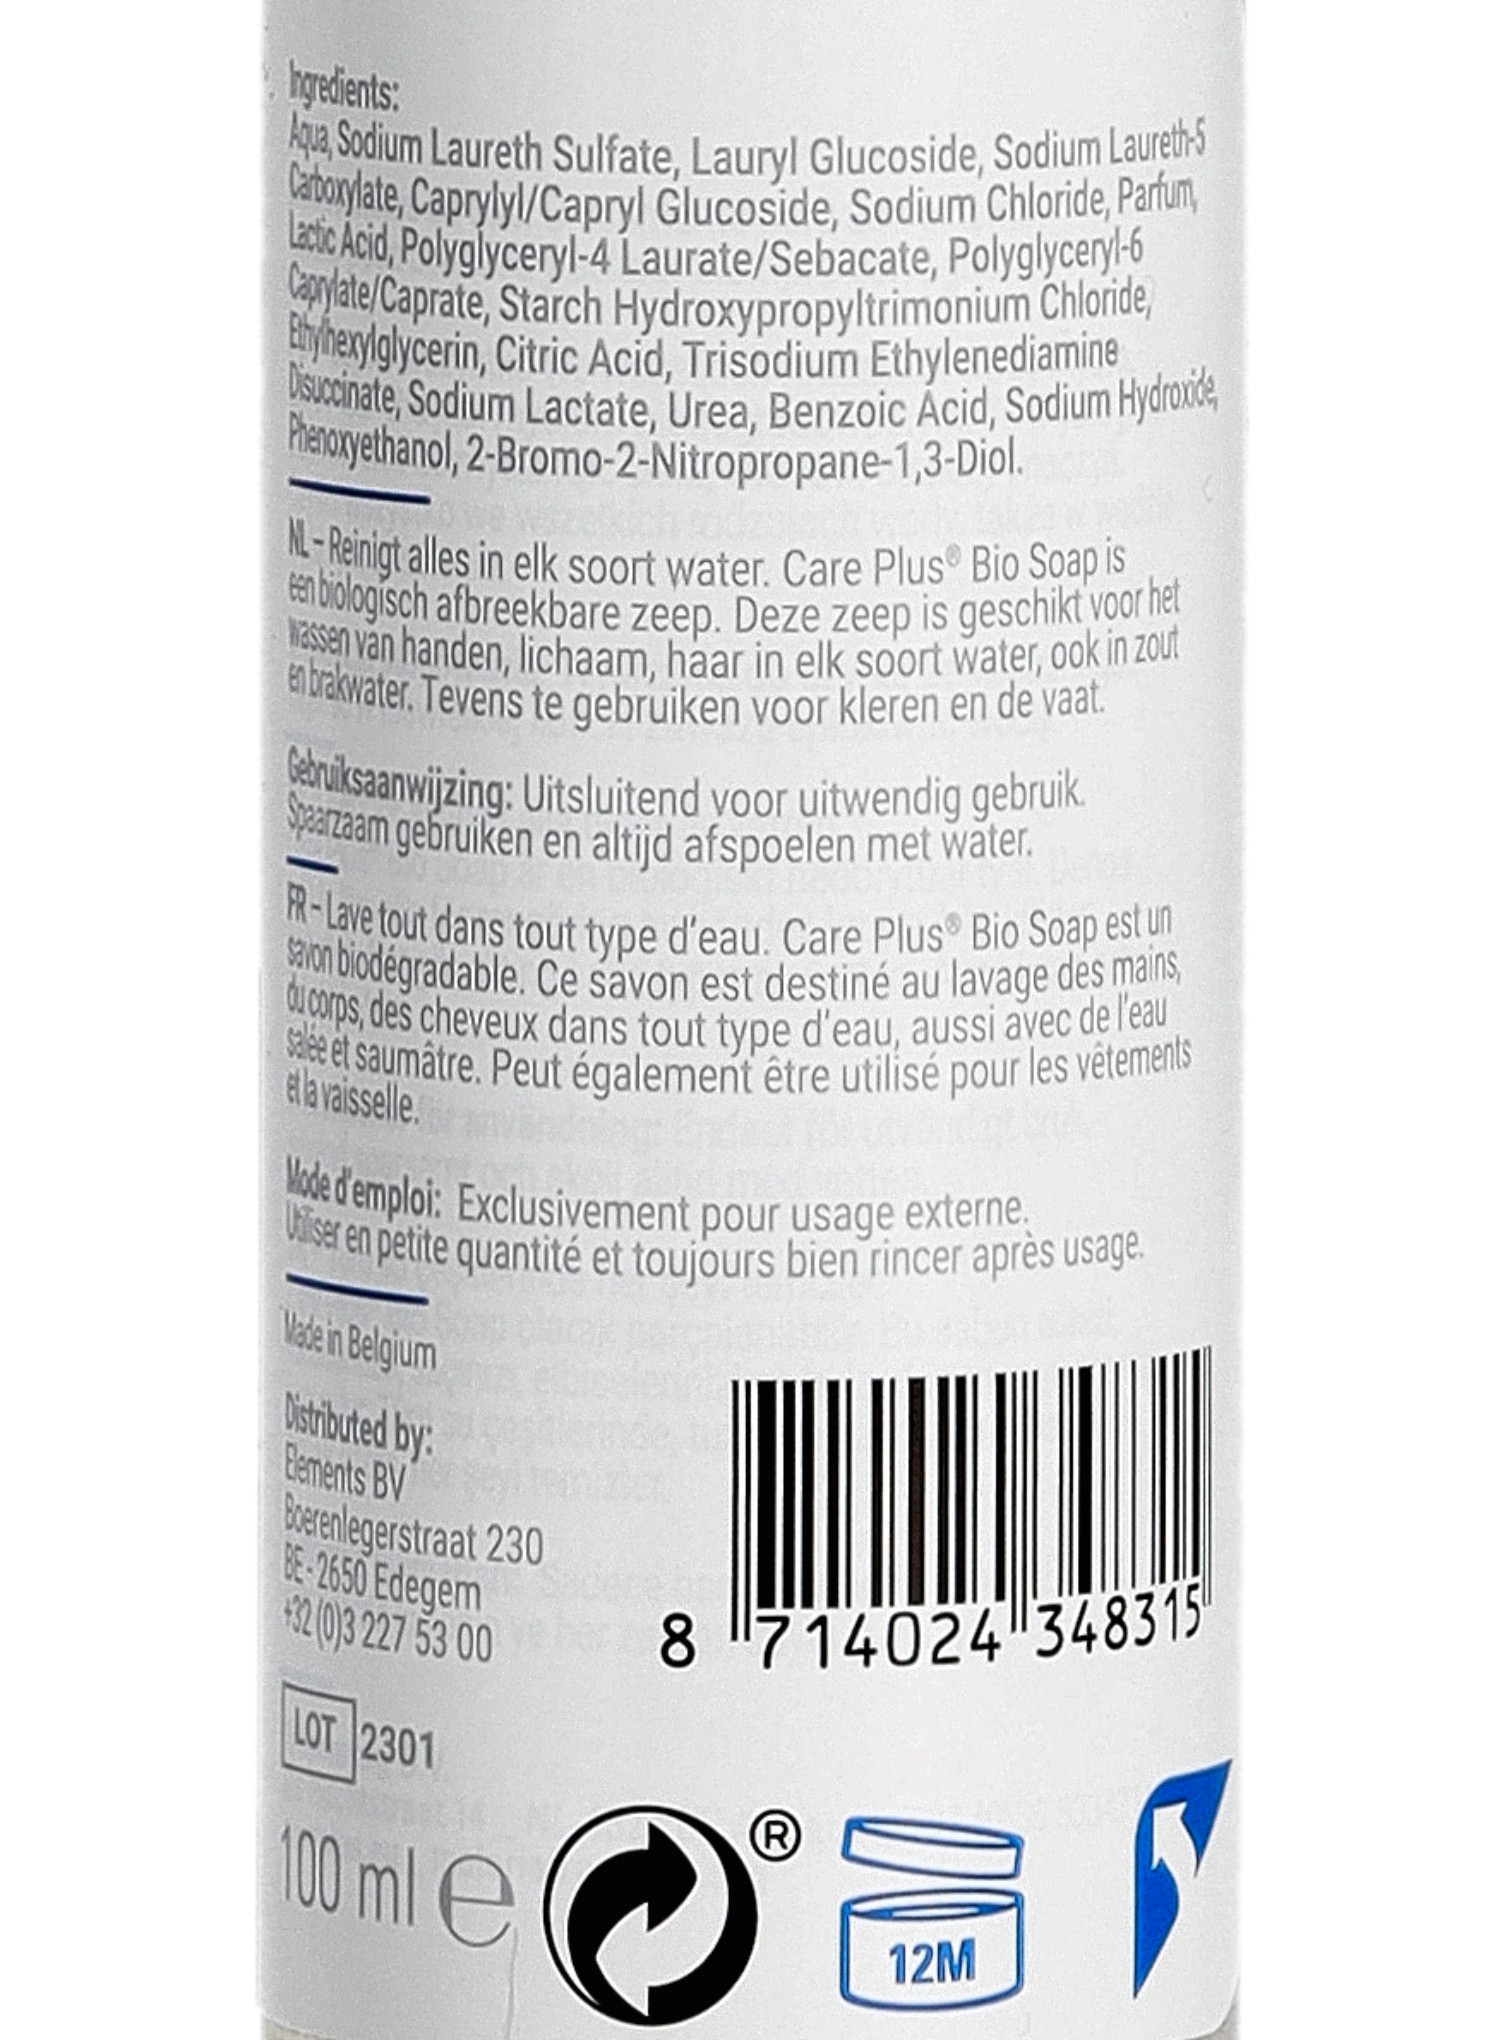 Ingredients:
Aqua, Sodium Laureth Sulfate, Lauryl Glucoside, Sodium Laureth-5
Carboxylate, Caprylyl/Capryl Glucoside, Sodium Chloride, Parfum,
Lactic Acid, Polyglyceryl-4 Laurate/Sebacate, Polyglyceryl-6
Caprylate/Caprate, Starch Hydroxypropyltrimonium Chloride,
Ethylhexylglycerin, Citric Acid, Trisodium Ethylenediamine
Disuccinate, Sodium Lactate, Urea, Benzoic Acid, Sodium Hydroxide,
Phenoxyethanol, 2-Bromo-2-Nitropropane-1,3-Diol.
NL - Reinigt alles in elk soort water. Care Plus® Bio Soap is
een biologisch afbreekbare zeep. Deze zeep is geschikt voor het
wassen van handen, lichaam, haar in elk soort water, ook in zout
en brakwater. Tevens te gebruiken voor kleren en de vaat.
Gebruiksaanwijzing: Uitsluitend voor uitwendig gebruik.
Spaarzaam gebruiken en altijd afspoelen met water.
FR - Lave tout dans tout type d'eau. Care Plus® Bio Soap est un
savon biodégradable. Ce savon est destiné au lavage des mains,
du corps, des cheveux dans tout type d'eau, aussi avec de l'eau
salée et saumâtre. Peut également être utilisé pour les vêtements
et la vaisselle.
Mode d'emploi: Exclusivement pour usage externe.
Utiliser en petite quantité et toujours bien rincer après usage.
Made in Belgium
Distributed by:
Elements BV
Boerenlegerstraat 230
BE - 2650 Edegem
+32 (0)3 227 53 00
8 714024 348315
LOT 2301
100 ml e
®
12M